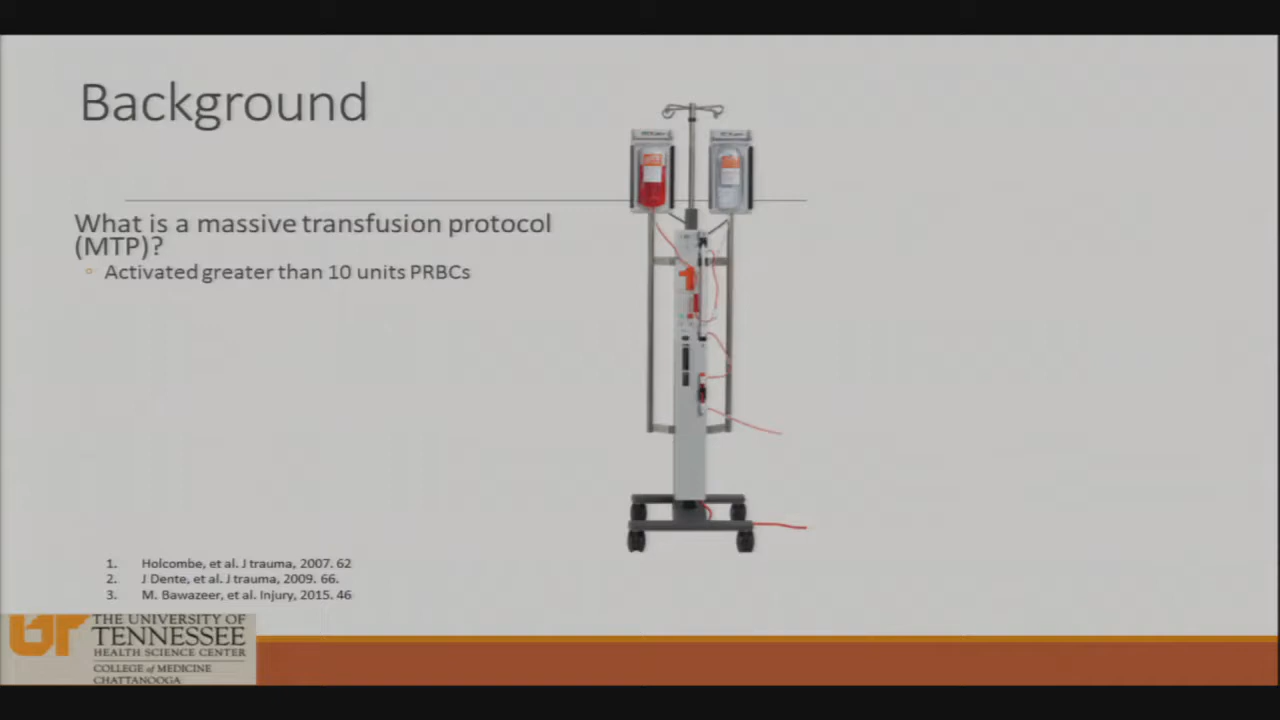 Background
What is a massive transfusion protocol
(MTP)?
Activated greater than 10 units PRBCs
1. Holcombe, et al. J trauma, 2007. 62
2. J Dente, et al. J trauma, 2009. 66.
3. M. Bawazeer, et al. Injury, 2015. 46
UT
THE UNIVERSITY OF
TENNESSEE
HEALTH SCIENCE CENTER
COLLEGE of MEDICINE
CHATTANOOGA